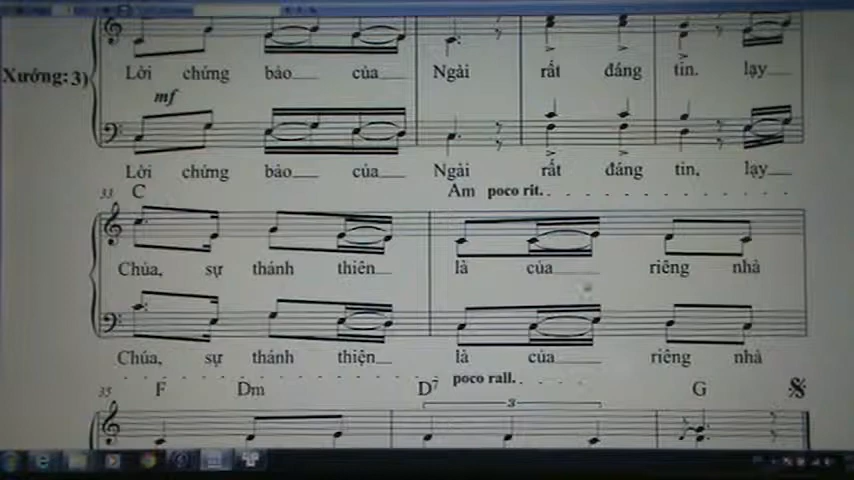 Xướng: 3)
Lời chứng bảo của Ngài rất đáng tin. lạy
mf
Lời chứng bảo của Ngài rất đáng tin, lạy
33 C Am poco rit.
Chúa, sự thánh thiên là của riêng nhà
Chúa, sự thánh thiện là của riêng nhà
poco rall.
35 F Dm D7 G
3